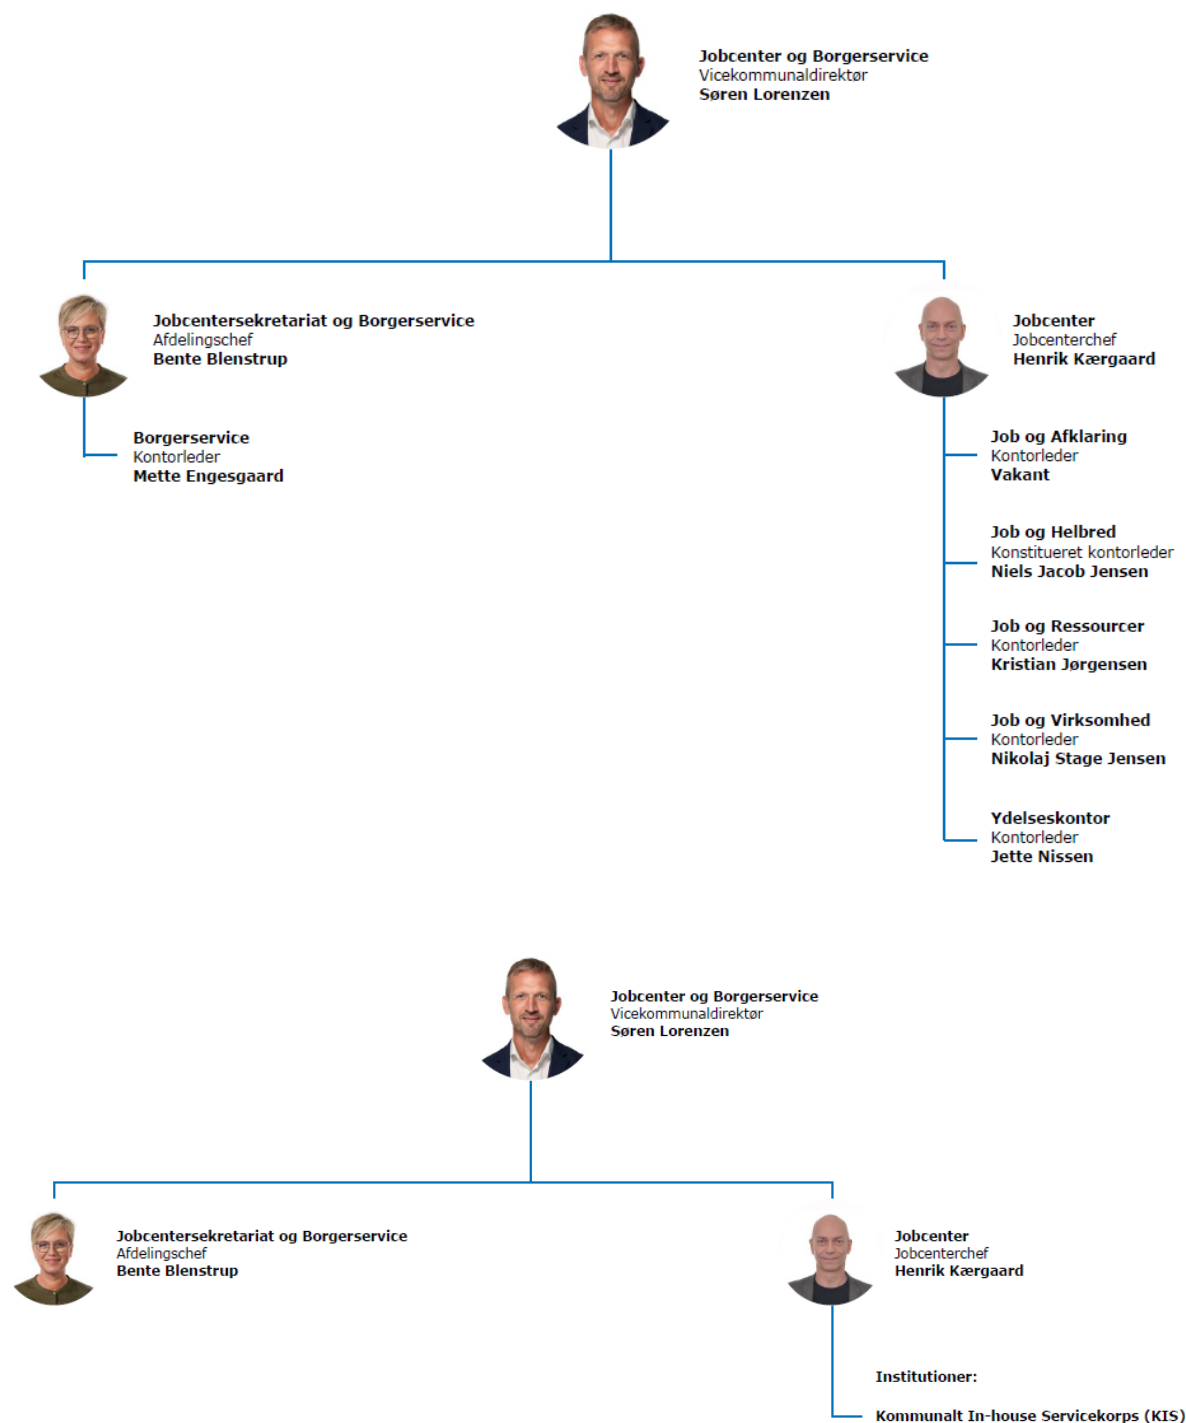 Jobcenter og Borgerservice
Vicekommunaldirektør
Søren Lorenzen
Jobcentersekretariat og Borgerservice
Afdelingschef
Bente Blenstrup
Borgerservice
Kontorleder
Mette Engesgaard
Jobcenter
Jobcenterchef
Henrik Kærgaard
Job og Afklaring
Kontorleder
Vakant
Job og Helbred
Konstitueret kontorleder
Niels Jacob Jensen
Job og Ressourcer
Kontorleder
Kristian Jørgensen
Job og Virksomhed
Kontorleder
Nikolaj Stage Jensen
Ydelseskontor
Kontorleder
Jette Nissen
Jobcenter og Borgerservice
Vicekommunaldirektør
Søren Lorenzen
Jobcentersekretariat og Borgerservice
Afdelingschef
Bente Blenstrup
Jobcenter
Jobcenterchef
Henrik Kærgaard
Institutioner:
Kommunalt In-house Servicekorps (KIS)